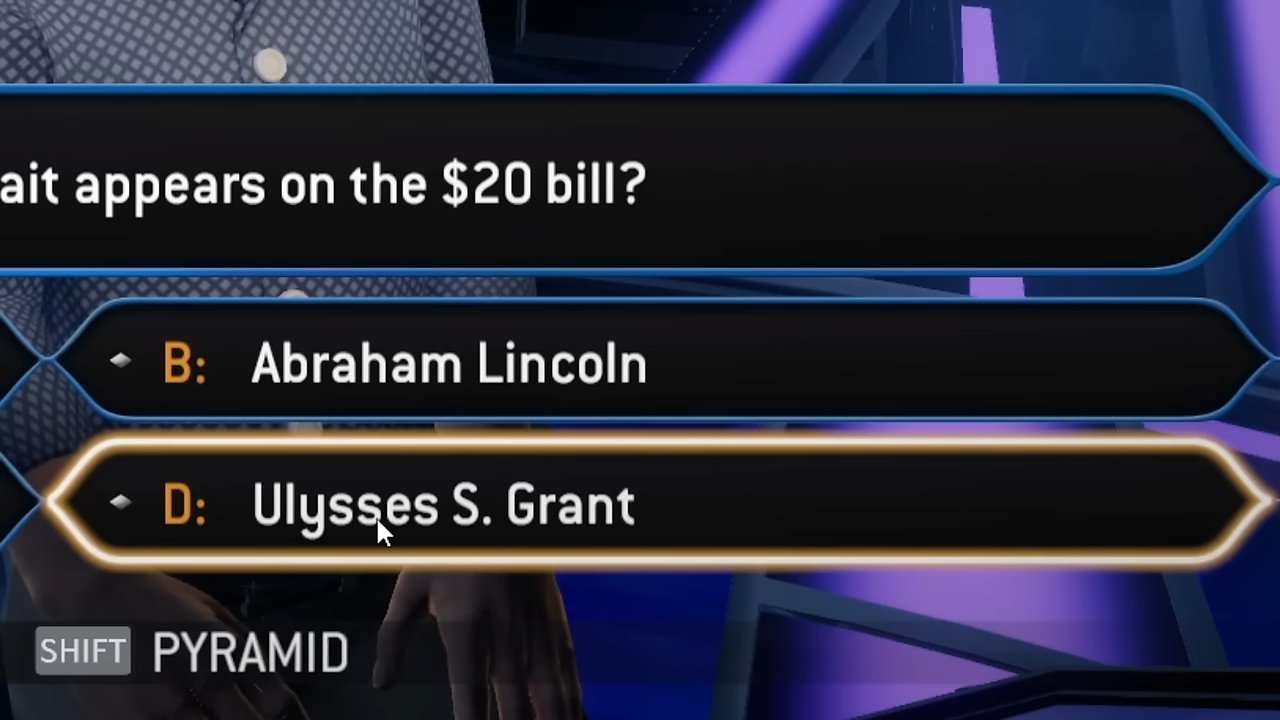 ait appears on the $20 bill?
B: Abraham Lincoln
D: Ulysses S. Grant
SHIFT PYRAMID